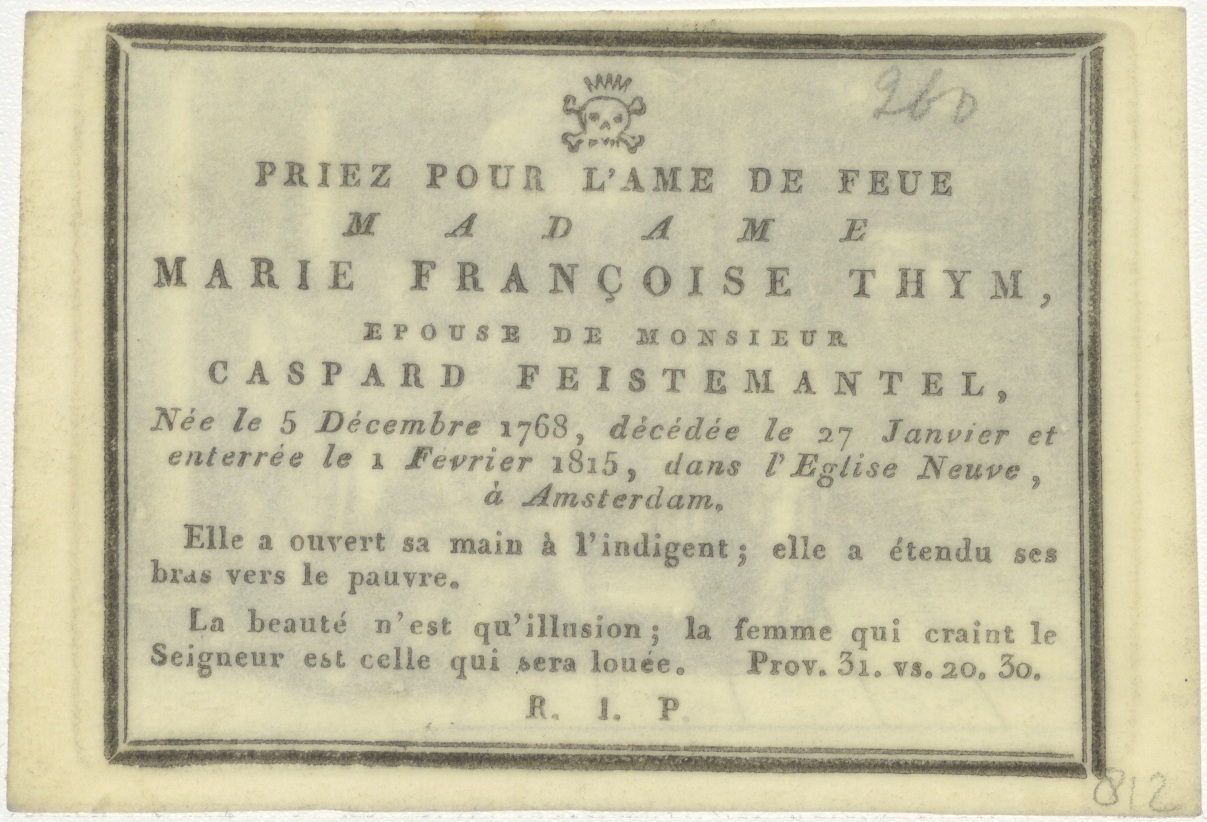 260
PRIEZ POUR L'AME DE FEUE
MADAME
MARIE FRANÇOISE THYM,
EPOUSE DE MONSIEUR
CASPARD FEISTEMANTEL,
Née le 5 Décembre 1768, décédée le 27 Janvier et
enterrée le 1 Fevrier 1815, dans l'Eglise Neuve,
à Amsterdam.
Elle a ouvert sa main à l'indigent; elle a étendu ses
bras vers le pauvre.
La beauté n'est qu'illusion; la femme qui craint le
Seigneur est celle qui sera louée. Prov. 31. vs. 20. 30.
R. I. P
812